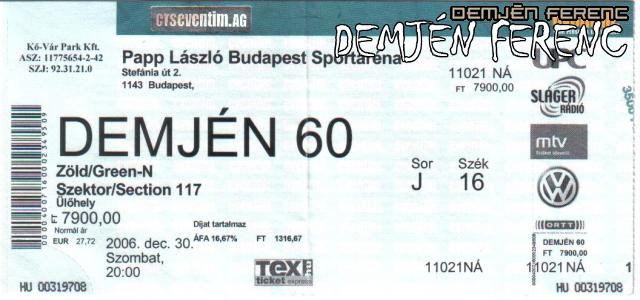 ctseventim.AG
DEMJÉN FERENC
DEMJÉN FERENC
Kő-Vár Park Kft.
ASZ: 11775654-2-42
SZJ: 92.31.21.0
Papp László Budapest Sportaréna
Stefánia út 2.
1143 Budapest,
11021 NÁ
FT 7900,00
SLÁGER
RÁDIÓ
DEMJÉN 60
mtv
Zöld/Green-N
Szektor/Section 117
Ülőhely
Sor Szék
J 16
FT 7900,00
Normál ár
EUR 27,72
Díjat tartalmaz
ÁFA 16,67% FT 1316,67
2006. dec. 30.
Szombat,
20:00
TEX
ticket express
ORTT
DEMJÉN 60
FT 7900,00
11021NÁ 11021NÁ
HU 00319708
HU 00319708